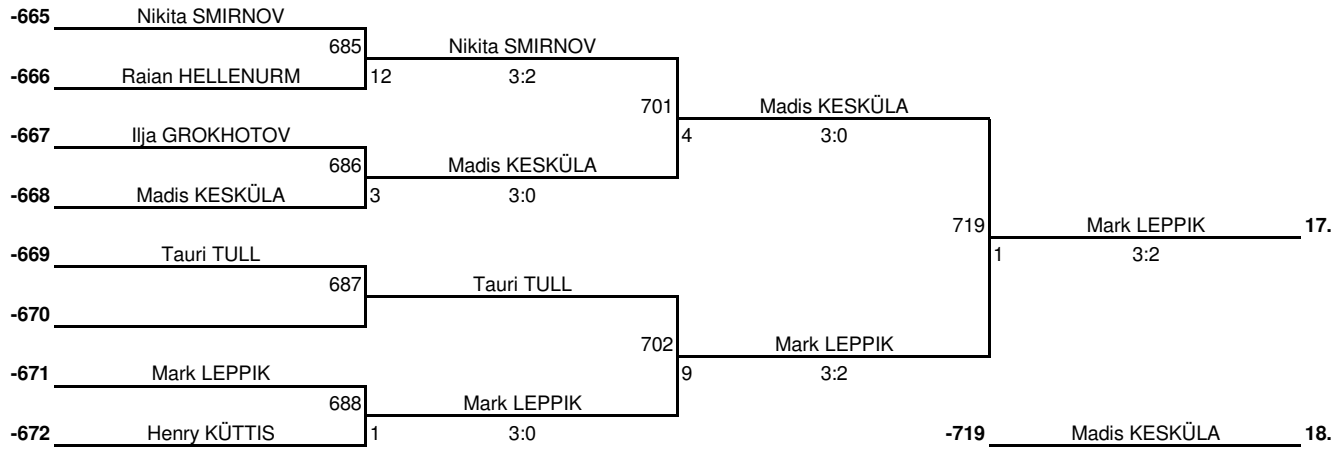 -665 Nikita SMIRNOV
685 Nikita SMIRNOV
-666 Raian HELLENURM 12 3:2
701 Madis KESKÜLA
-667 Ilja GROKHOTOV 4 3:0
686 Madis KESKÜLA
-668 Madis KESKÜLA 3 3:0
719 Mark LEPPIK 17.
-669 Tauri TULL 1 3:2
687 Tauri TULL
-670
702 Mark LEPPIK
-671 Mark LEPPIK 9 3:2
688 Mark LEPPIK
-672 Henry KÜTTIS 1 3:0 -719 Madis KESKÜLA 18.